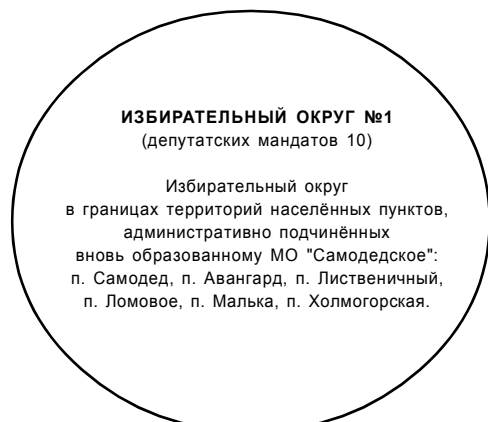 ИЗБИРАТЕЛЬНЫЙ ОКРУГ №1
(депутатских мандатов 10)
Избирательный округ
в границах территорий населённых пунктов,
административно подчинённых
вновь образованному МО "Самодедское":
п. Самодед, п. Авангард, п. Лиственичный,
п. Ломовое, п. Малька, п. Холмогорская.